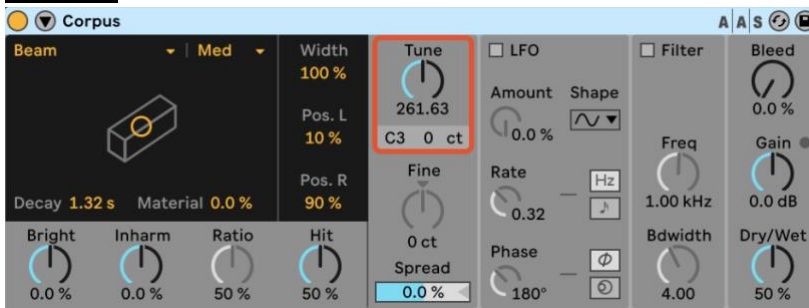 Corpus
A A S
Beam Med
Width
100 %
Pos. L
10 %
Pos. R
90 %
Decay 1.32 s Material 0.0 %
Bright
0.0 %
Inharm
0.0 %
Ratio
50 %
Hit
50 %
Tune
261.63
C3 0 ct
Fine
0 ct
Spread
0.0 %
LFO
Amount
0.0 %
Shape
Rate
0.32
Hz
Phase
180°
Filter
Freq
1.00 kHz
Bdwidth
4.00
Bleed
0.0 %
Gain
0.0 dB
Dry/Wet
50 %